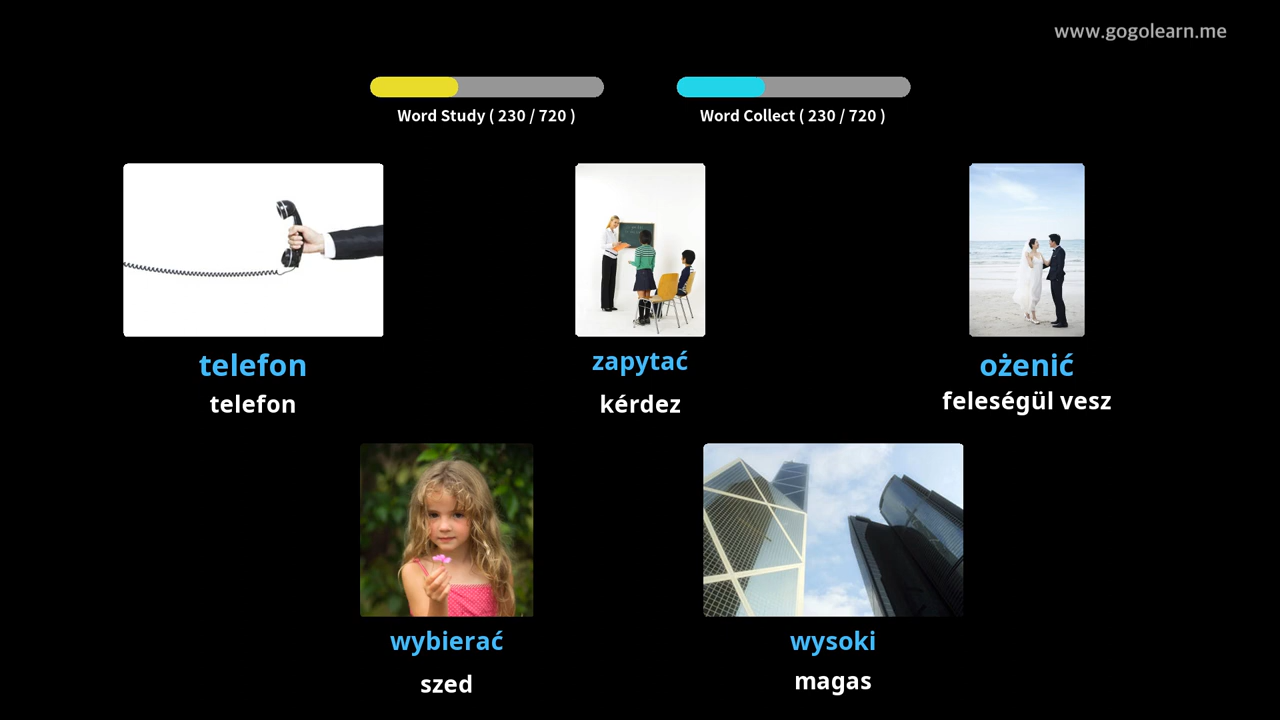 www.gogolearn.me
Word Study ( 230 / 720 )
Word Collect ( 230 / 720 )
telefon
telefon
zapytać
kérdez
ożenić
feleségül vesz
wybierać
szed
wysoki
magas